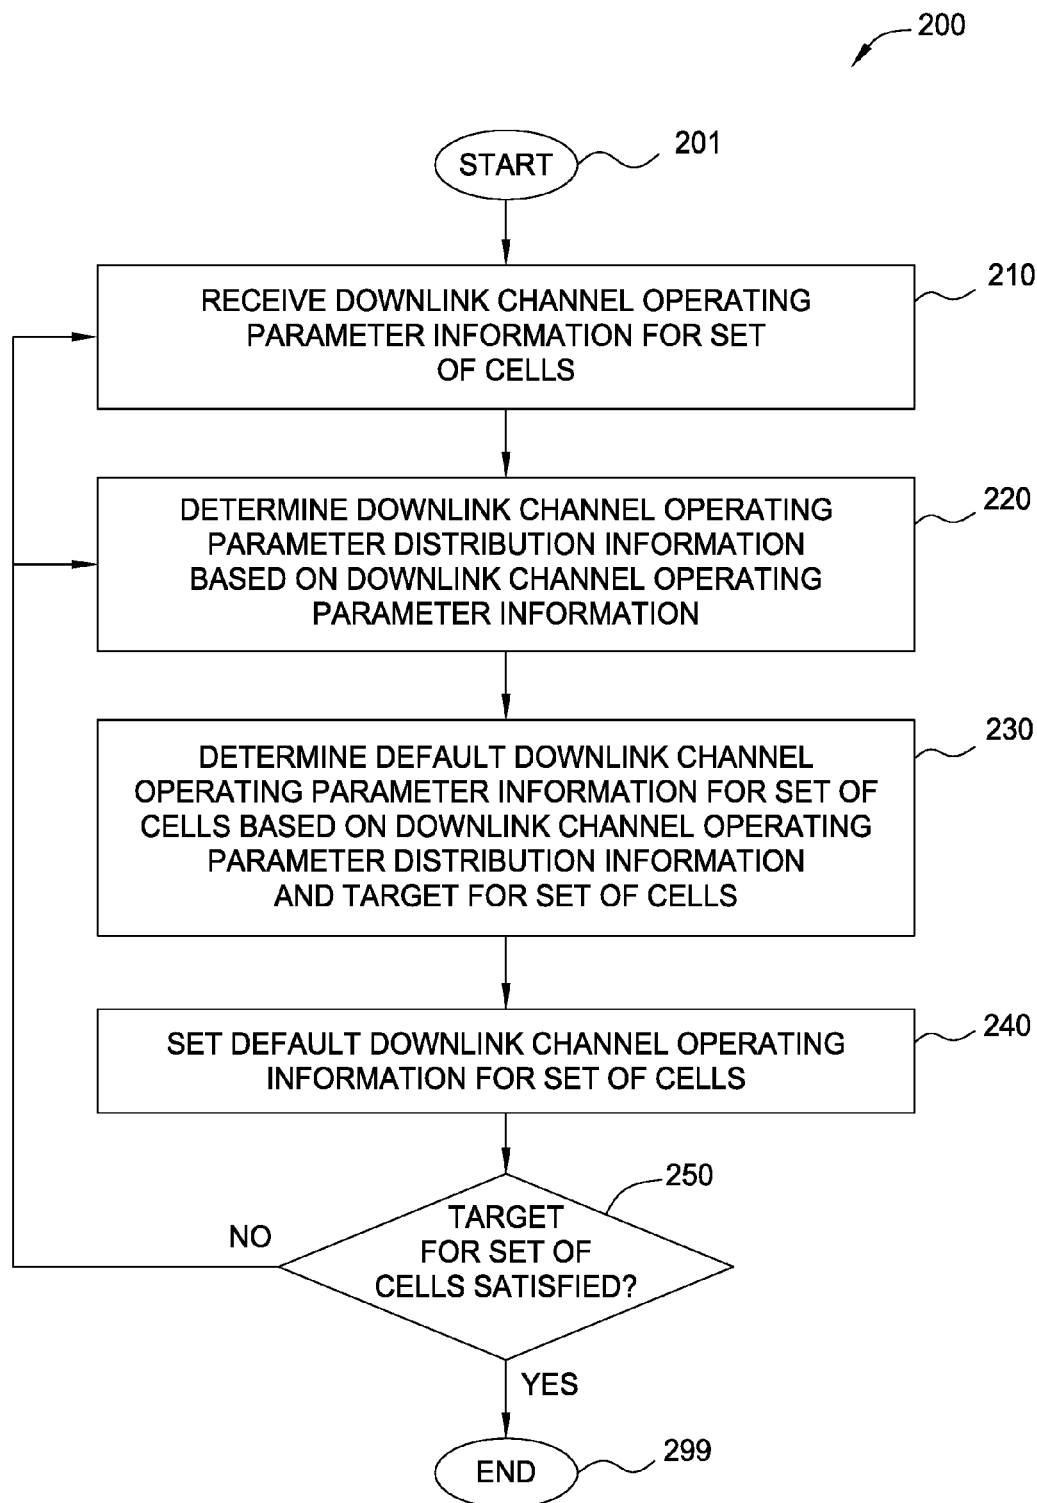 200
START
201
RECEIVE DOWNLINK CHANNEL OPERATING
PARAMETER INFORMATION FOR SET
OF CELLS
210
DETERMINE DOWNLINK CHANNEL OPERATING
PARAMETER DISTRIBUTION INFORMATION
BASED ON DOWNLINK CHANNEL OPERATING
PARAMETER INFORMATION
220
DETERMINE DEFAULT DOWNLINK CHANNEL
OPERATING PARAMETER INFORMATION FOR SET OF
CELLS BASED ON DOWNLINK CHANNEL OPERATING
PARAMETER DISTRIBUTION INFORMATION
AND TARGET FOR SET OF CELLS
230
SET DEFAULT DOWNLINK CHANNEL OPERATING
INFORMATION FOR SET OF CELLS
240
TARGET
FOR SET OF
CELLS SATISFIED?
250
NO
YES
END
299